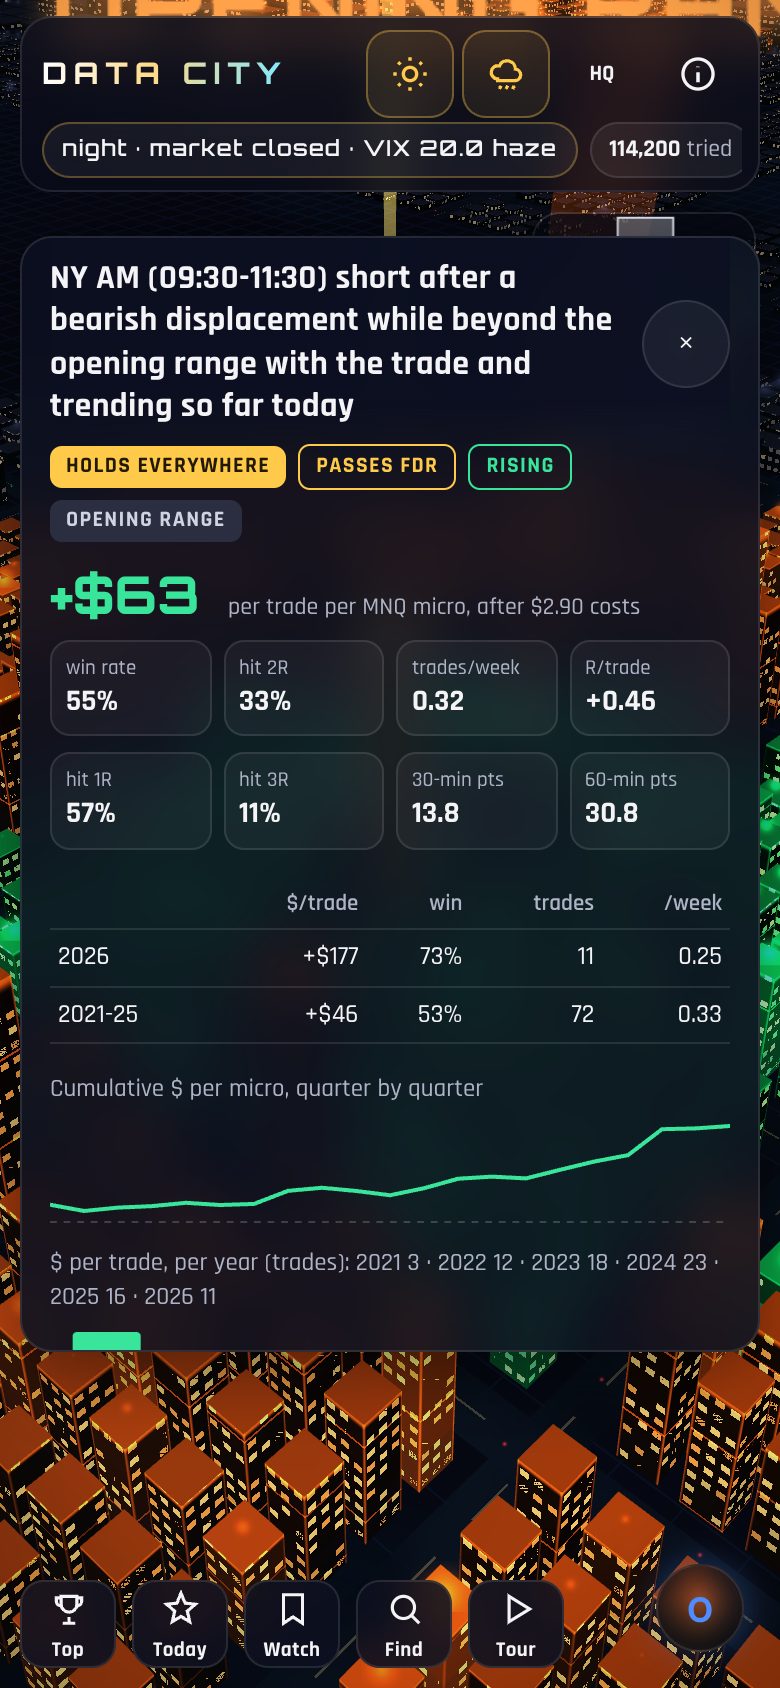 DATA CITY
HQ
night · market closed · VIX 20.0 haze
114,200 tried
NY AM (09:30-11:30) short after a
bearish displacement while beyond the
opening range with the trade and
trending so far today
×
HOLDS EVERYWHERE
PASSES FDR
RISING
OPENING RANGE
+$63 per trade per MNQ micro, after $2.90 costs
win rate
55%
hit 2R
33%
trades/week
0.32
R/trade
+0.46
hit 1R
57%
hit 3R
11%
30-min pts
13.8
60-min pts
30.8
$/trade win trades /week
2026 +$177 73% 11 0.25
2021-25 +$46 53% 72 0.33
Cumulative $ per micro, quarter by quarter
$ per trade, per year (trades): 2021 3 · 2022 12 · 2023 18 · 2024 23 ·
2025 16 · 2026 11
Top
Today
Watch
Find
Tour
O